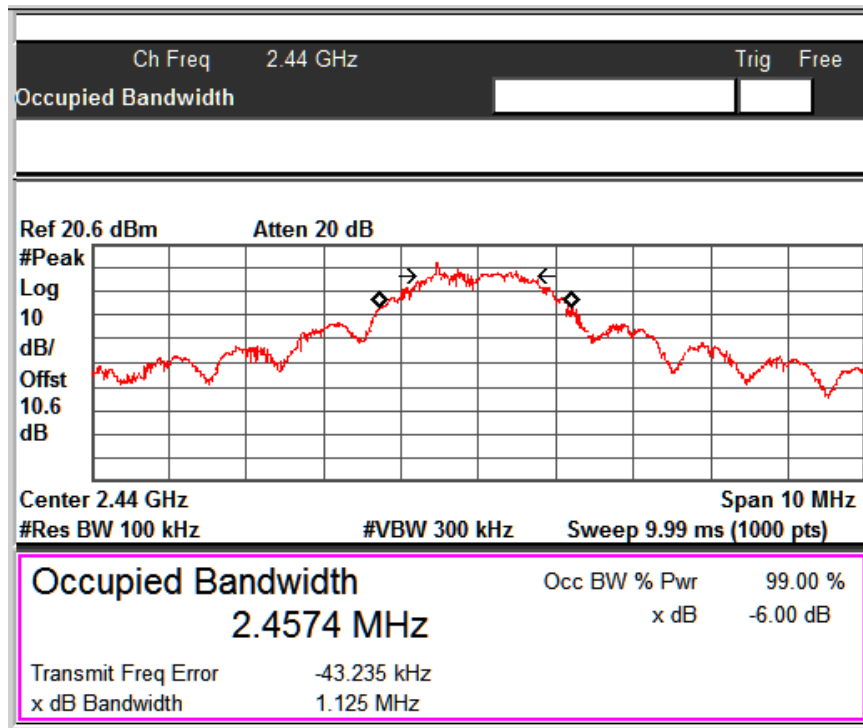 Ch Freq 2.44 GHz Trig Free
Occupied Bandwidth
Ref 20.6 dBm Atten 20 dB
#Peak
Log
10
dB/
Offst
10.6
dB
Center 2.44 GHz Span 10 MHz
#Res BW 100 kHz #VBW 300 kHz Sweep 9.99 ms (1000 pts)
Occupied Bandwidth Occ BW % Pwr 99.00 %
2.4574 MHz x dB -6.00 dB
Transmit Freq Error -43.235 kHz
x dB Bandwidth 1.125 MHz